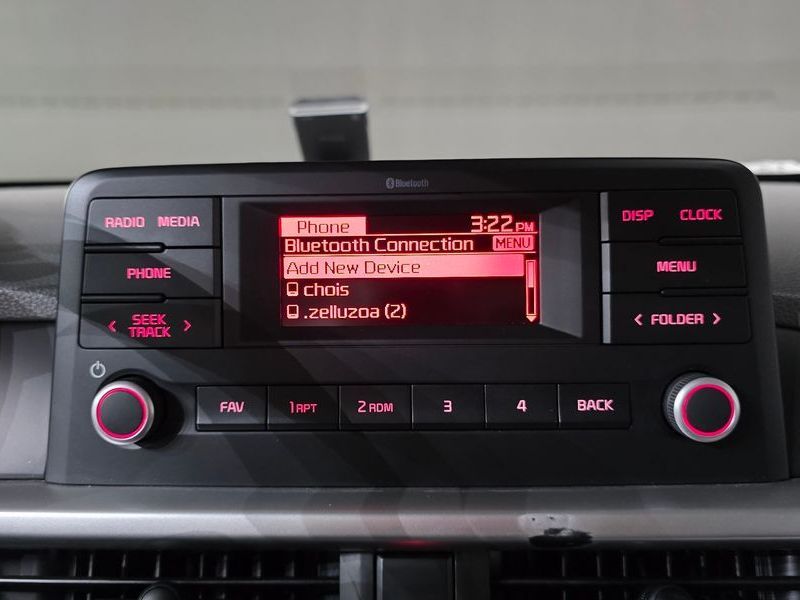 Bluetooth
RADIO MEDIA
PHONE
< SEEK TRACK >
Phone 3:22 PM
Bluetooth Connection MENU
Add New Device
chois
.zelluzoa (2)
DISP CLOCK
MENU
< FOLDER >
FAV 1 RPT 2 RDM 3 4 BACK